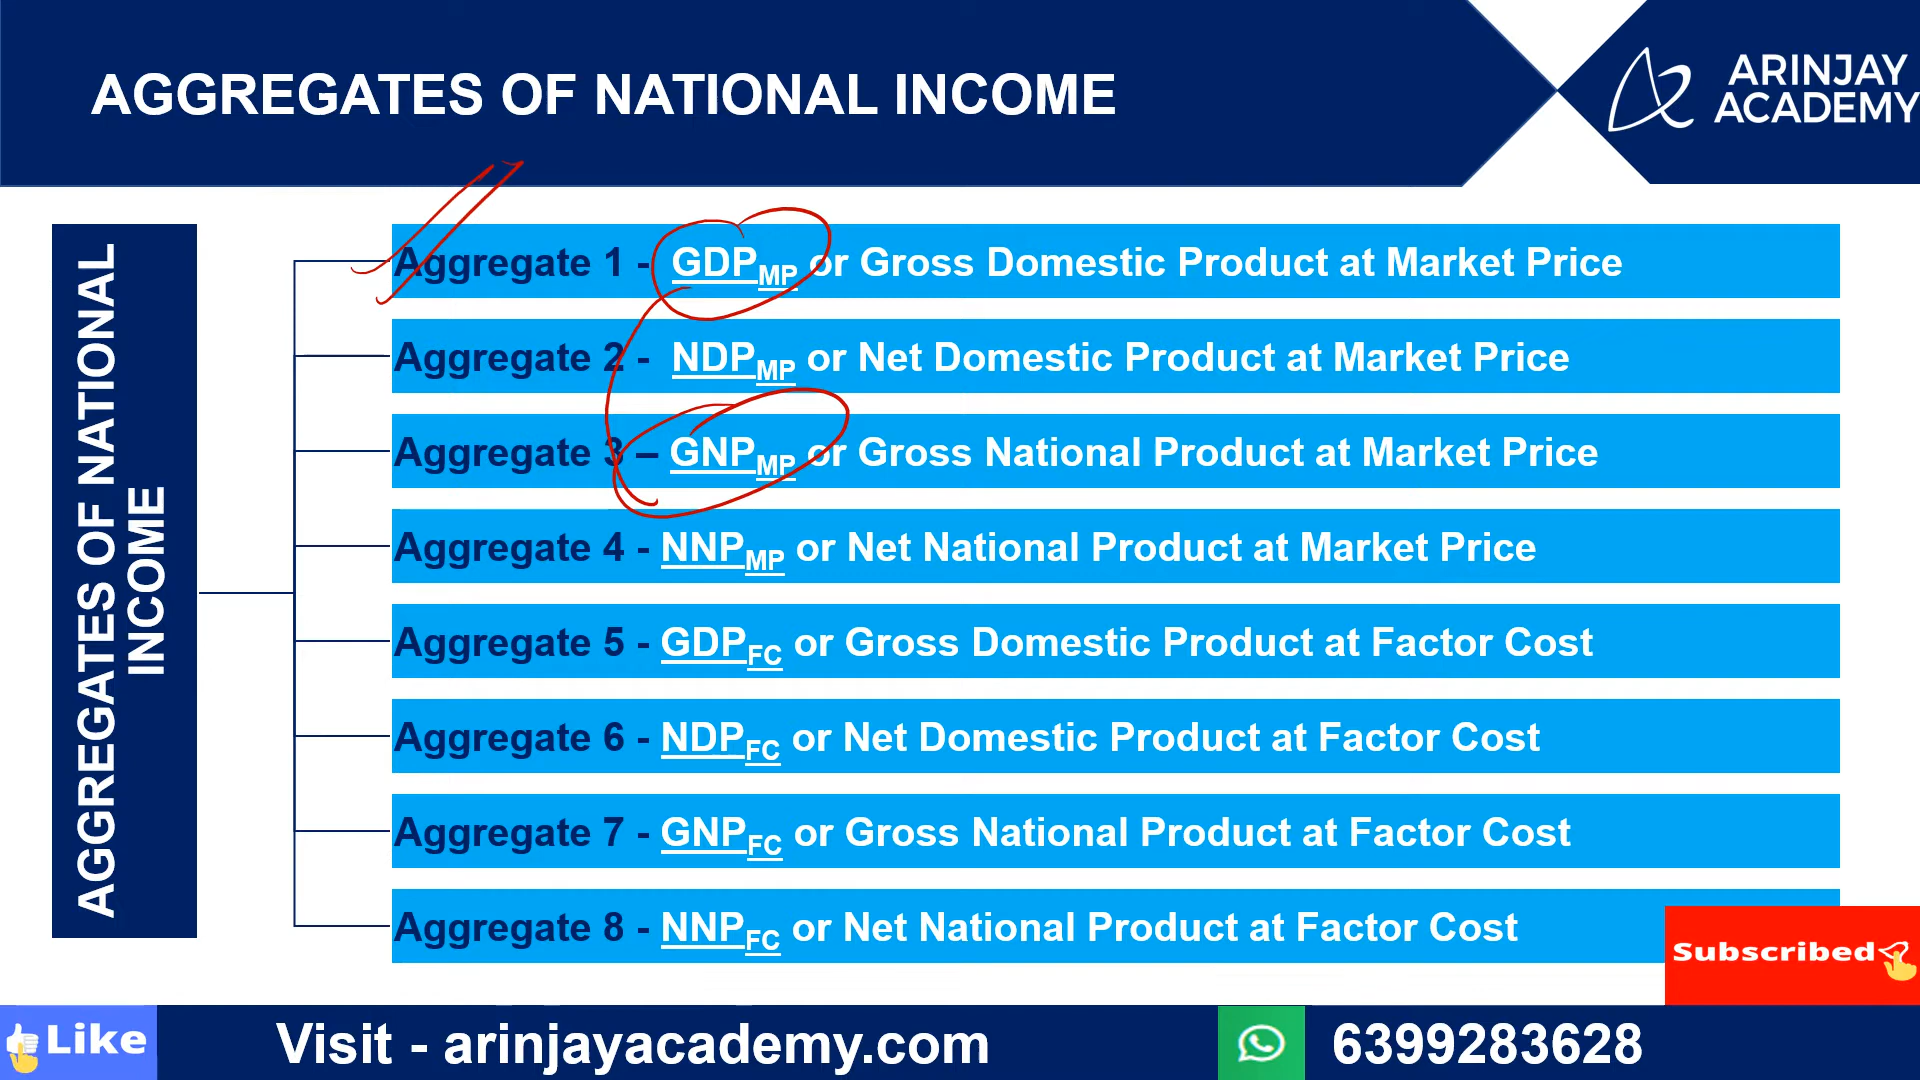 AGGREGATES OF NATIONAL INCOME
ARINJAY
ACADEMY
AGGREGATES OF NATIONAL
INCOME
Aggregate 1 - GDPMP or Gross Domestic Product at Market Price
Aggregate 2 - NDPMP or Net Domestic Product at Market Price
Aggregate 3 – GNPMP or Gross National Product at Market Price
Aggregate 4 - NNPMP or Net National Product at Market Price
Aggregate 5 - GDPFC or Gross Domestic Product at Factor Cost
Aggregate 6 - NDPFC or Net Domestic Product at Factor Cost
Aggregate 7 - GNPFC or Gross National Product at Factor Cost
Aggregate 8 - NNPFC or Net National Product at Factor Cost
Subscribed
Like
Visit - arinjayacademy.com
6399283628